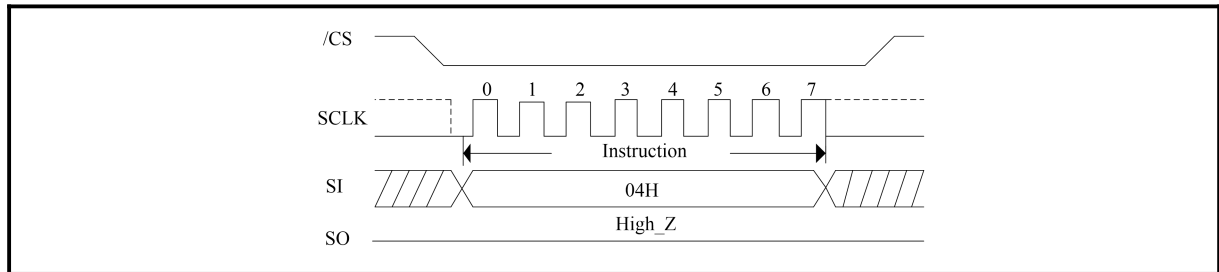 /CS
0 1 2 3 4 5 6 7
SCLK
Instruction
SI
04H
High_Z
SO